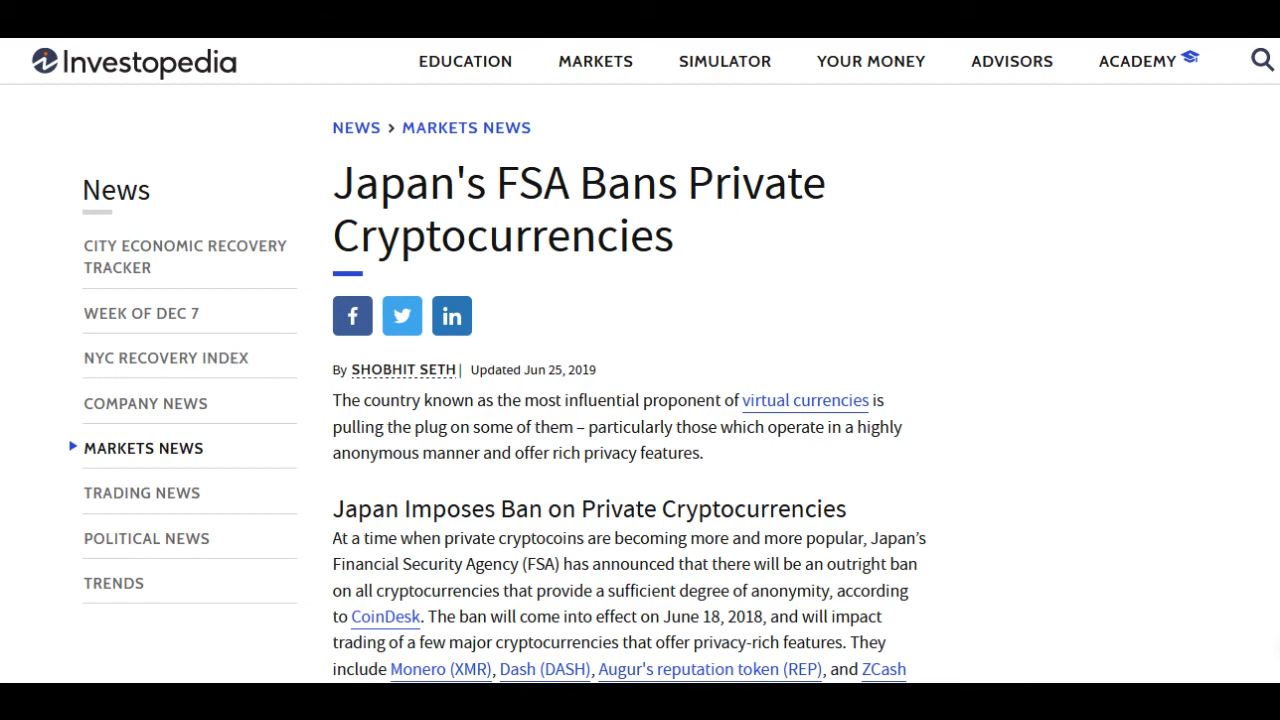 Investopedia
EDUCATION MARKETS SIMULATOR YOUR MONEY ADVISORS ACADEMY
NEWS > MARKETS NEWS
Japan's FSA Bans Private
Cryptocurrencies
News
CITY ECONOMIC RECOVERY
TRACKER
WEEK OF DEC 7
NYC RECOVERY INDEX
COMPANY NEWS
MARKETS NEWS
TRADING NEWS
POLITICAL NEWS
TRENDS
f
in
By SHOBHIT SETH | Updated Jun 25, 2019
The country known as the most influential proponent of virtual currencies is
pulling the plug on some of them – particularly those which operate in a highly
anonymous manner and offer rich privacy features.
Japan Imposes Ban on Private Cryptocurrencies
At a time when private cryptocoins are becoming more and more popular, Japan’s
Financial Security Agency (FSA) has announced that there will be an outright ban
on all cryptocurrencies that provide a sufficient degree of anonymity, according
to CoinDesk. The ban will come into effect on June 18, 2018, and will impact
trading of a few major cryptocurrencies that offer privacy-rich features. They
include Monero (XMR), Dash (DASH), Augur's reputation token (REP), and ZCash